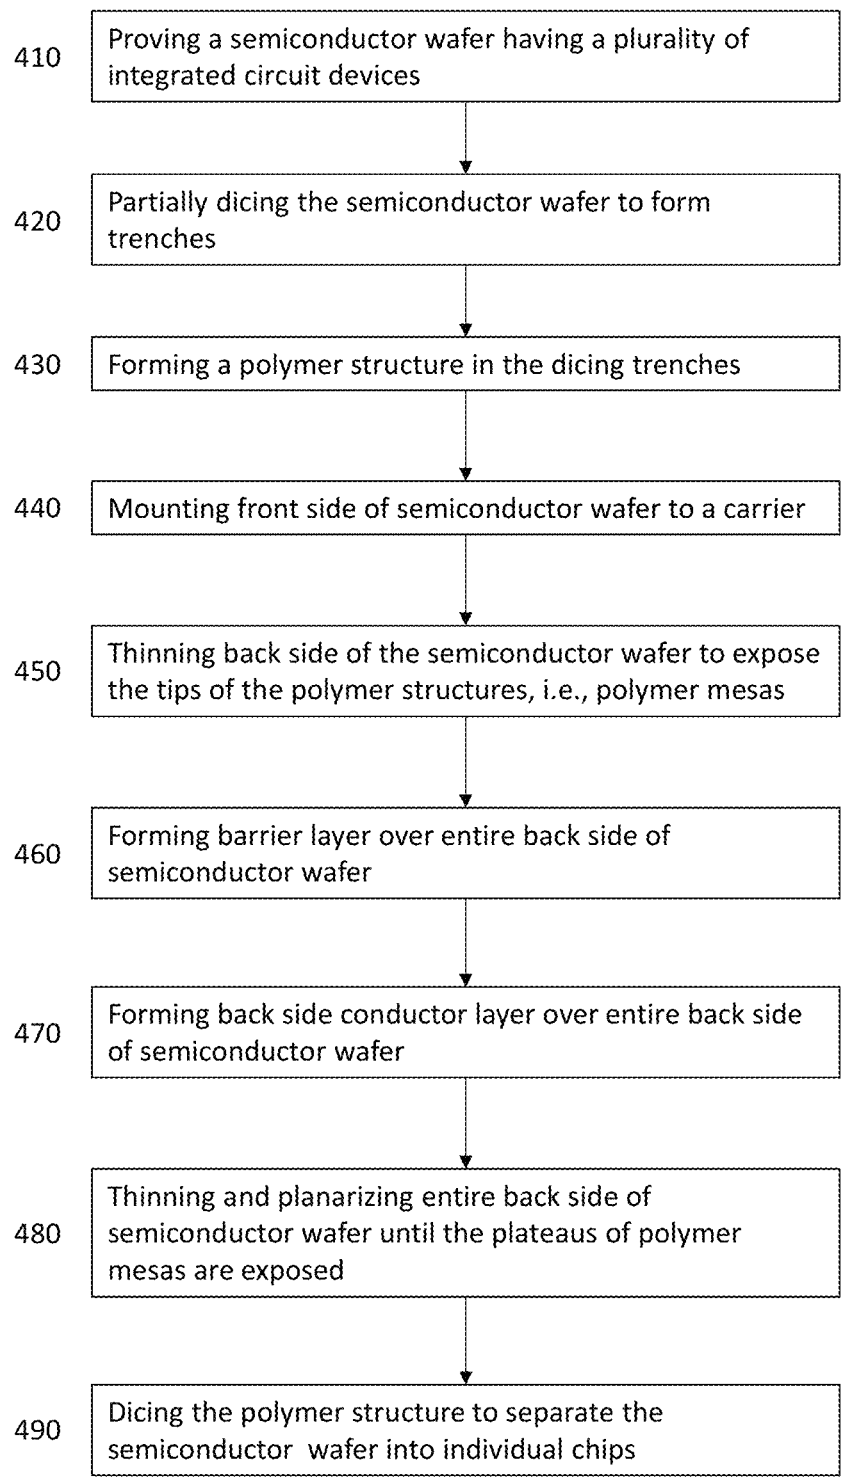 410
Proving a semiconductor wafer having a plurality of
integrated circuit devices
420
Partially dicing the semiconductor wafer to form
trenches
430
Forming a polymer structure in the dicing trenches
440
Mounting front side of semiconductor wafer to a carrier
450
Thinning back side of the semiconductor wafer to expose
the tips of the polymer structures, i.e., polymer mesas
460
Forming barrier layer over entire back side of
semiconductor wafer
470
Forming back side conductor layer over entire back side
of semiconductor wafer
480
Thinning and planarizing entire back side of
semiconductor wafer until the plateaus of polymer
mesas are exposed
490
Dicing the polymer structure to separate the
semiconductor wafer into individual chips